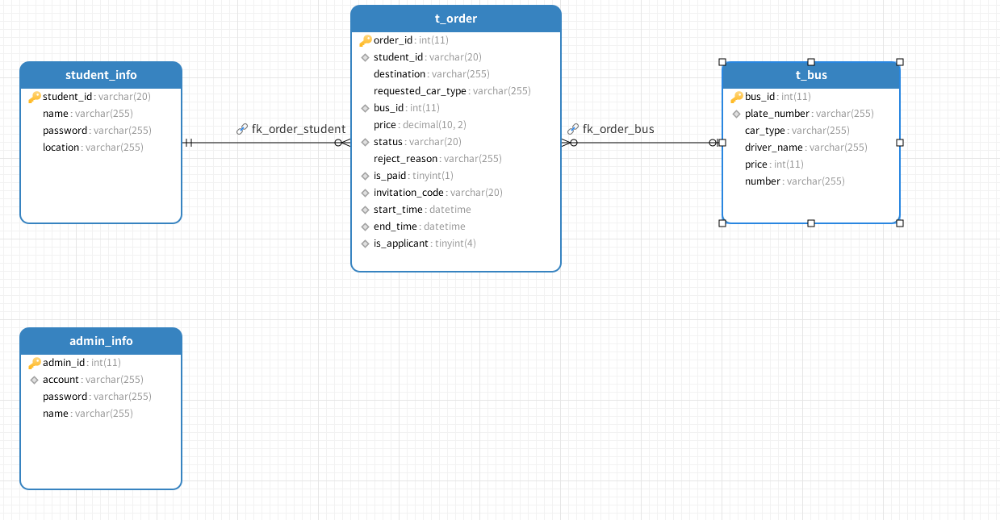 student_info
student_id : varchar(20)
name : varchar(255)
password : varchar(255)
location : varchar(255)
fk_order_student
t_order
order_id : int(11)
student_id : varchar(20)
destination : varchar(255)
requested_car_type : varchar(255)
bus_id : int(11)
price : decimal(10, 2)
status : varchar(20)
reject_reason : varchar(255)
is_paid : tinyint(1)
invitation_code : varchar(20)
start_time : datetime
end_time : datetime
is_applicant : tinyint(4)
fk_order_bus
t_bus
bus_id : int(11)
plate_number : varchar(255)
car_type : varchar(255)
driver_name : varchar(255)
price : int(11)
number : varchar(255)
admin_info
admin_id : int(11)
account : varchar(255)
password : varchar(255)
name : varchar(255)